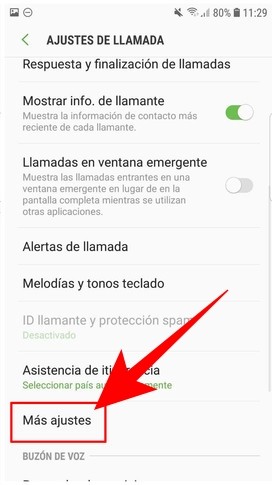 80% 11:29
AJUSTES DE LLAMADA
Respuesta y finalización de llamadas
Mostrar info. de llamante
Muestra la información de contacto más
reciente de cada llamante.
Llamadas en ventana emergente
Muestra las llamadas entrantes en una
ventana emergente en lugar de en la
pantalla completa mientras se utilizan
otras aplicaciones.
Alertas de llamada
Melodías y tonos teclado
ID llamante y protección spam
Desactivado
Asistencia de
Seleccionar país
Más ajustes
BUZÓN DE VOZ